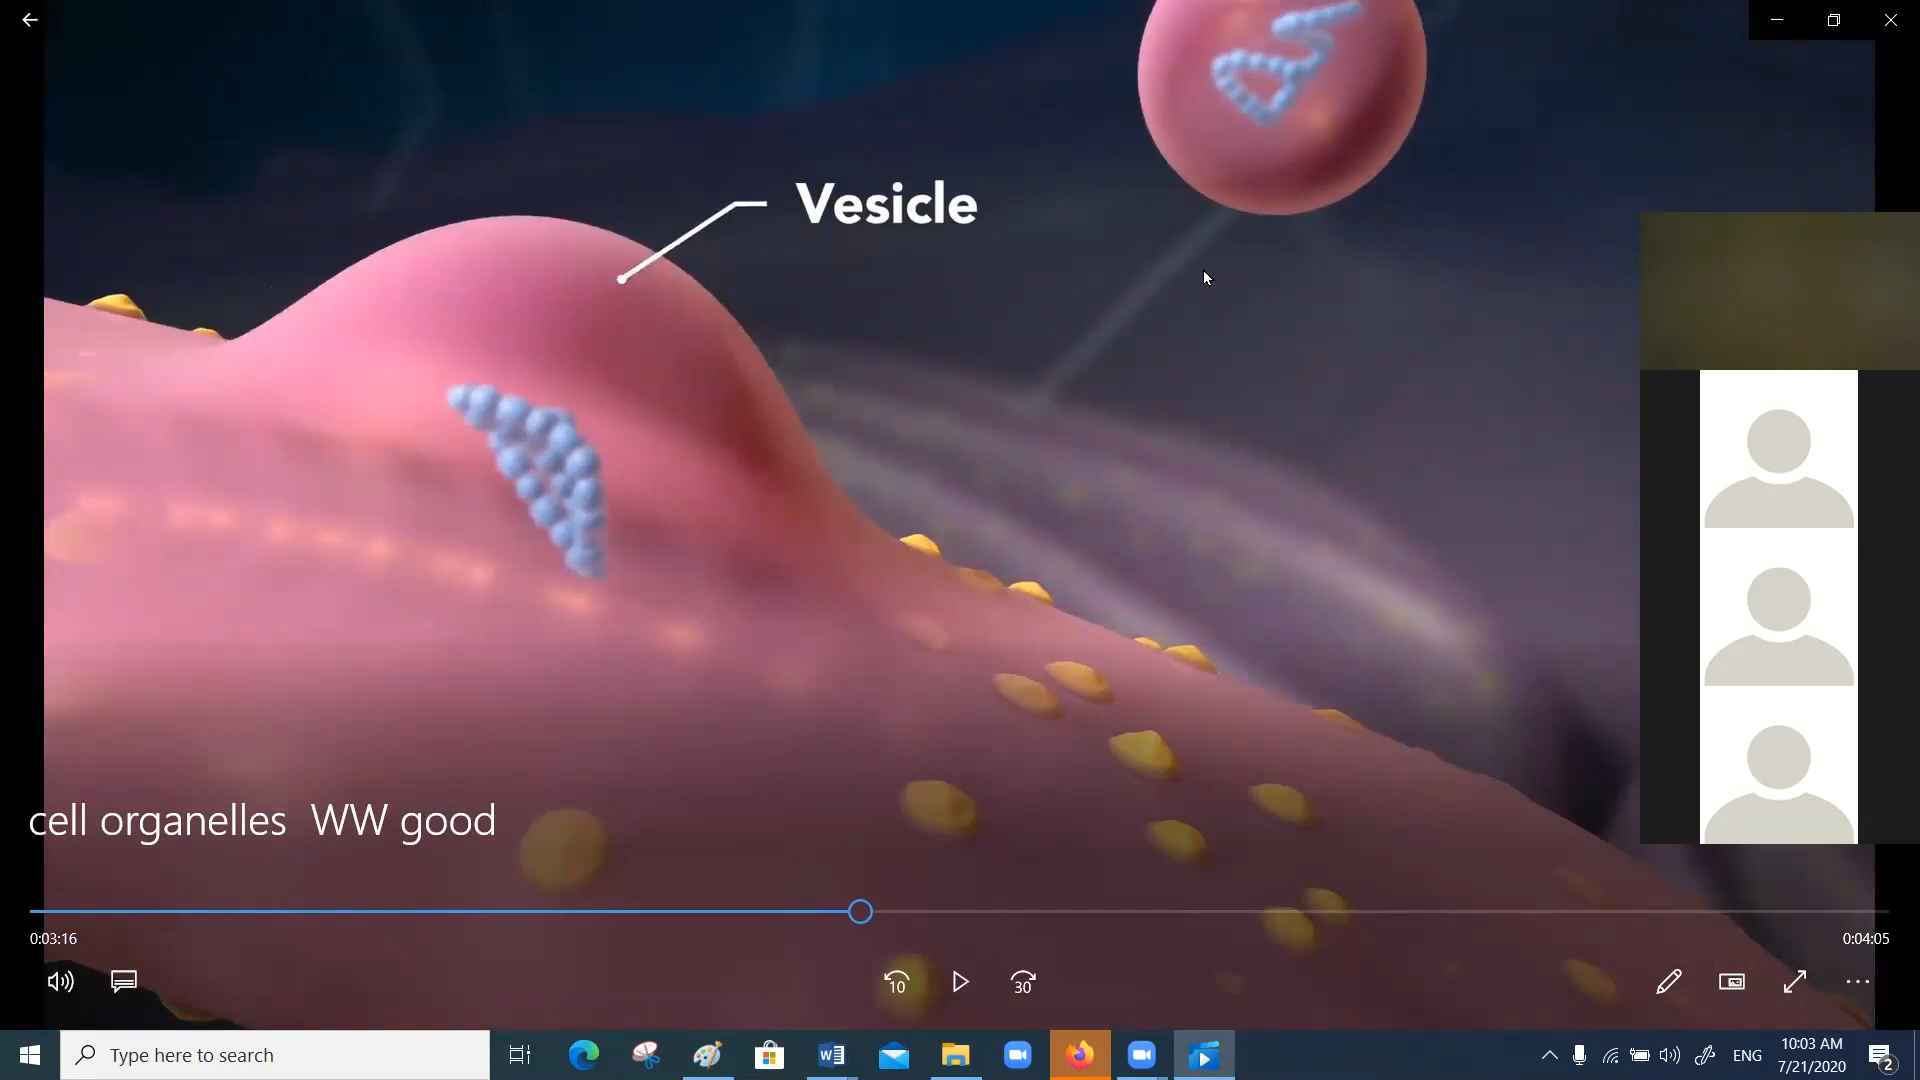 Vesicle
cell organelles  WW good
0:03:16
0:04:05
10
30
Type here to search
W
ENG
10:03 AM
7/21/2020
2